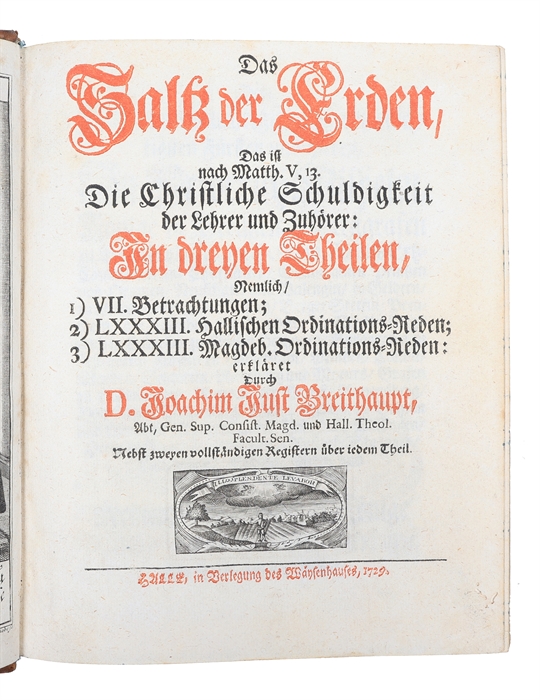 Das
Saltz der Erden,
Das ist
nach Matth. V, 13.
Die Christliche Schuldigkeit
der Lehrer und Zuhörer:
In dreyen Theilen,
Nemlich/
1) VII. Betrachtungen;
2) LXXXIII. Hallischen Ordinations-Reden;
3) LXXXIII. Magdeb. Ordinations-Reden:
erkläret
Durch
D. Joachim Just Breithaupt,
Abt, Gen. Sup. Consist. Magd. und Hall. Theol.
Facult. Sen.
Nebst zweyen vollständigen Registern über iedem Theil.
ILLO SPLENDENTE LEVABOR
HALLE, in Verlegung des Wäysenhauses, 1729.